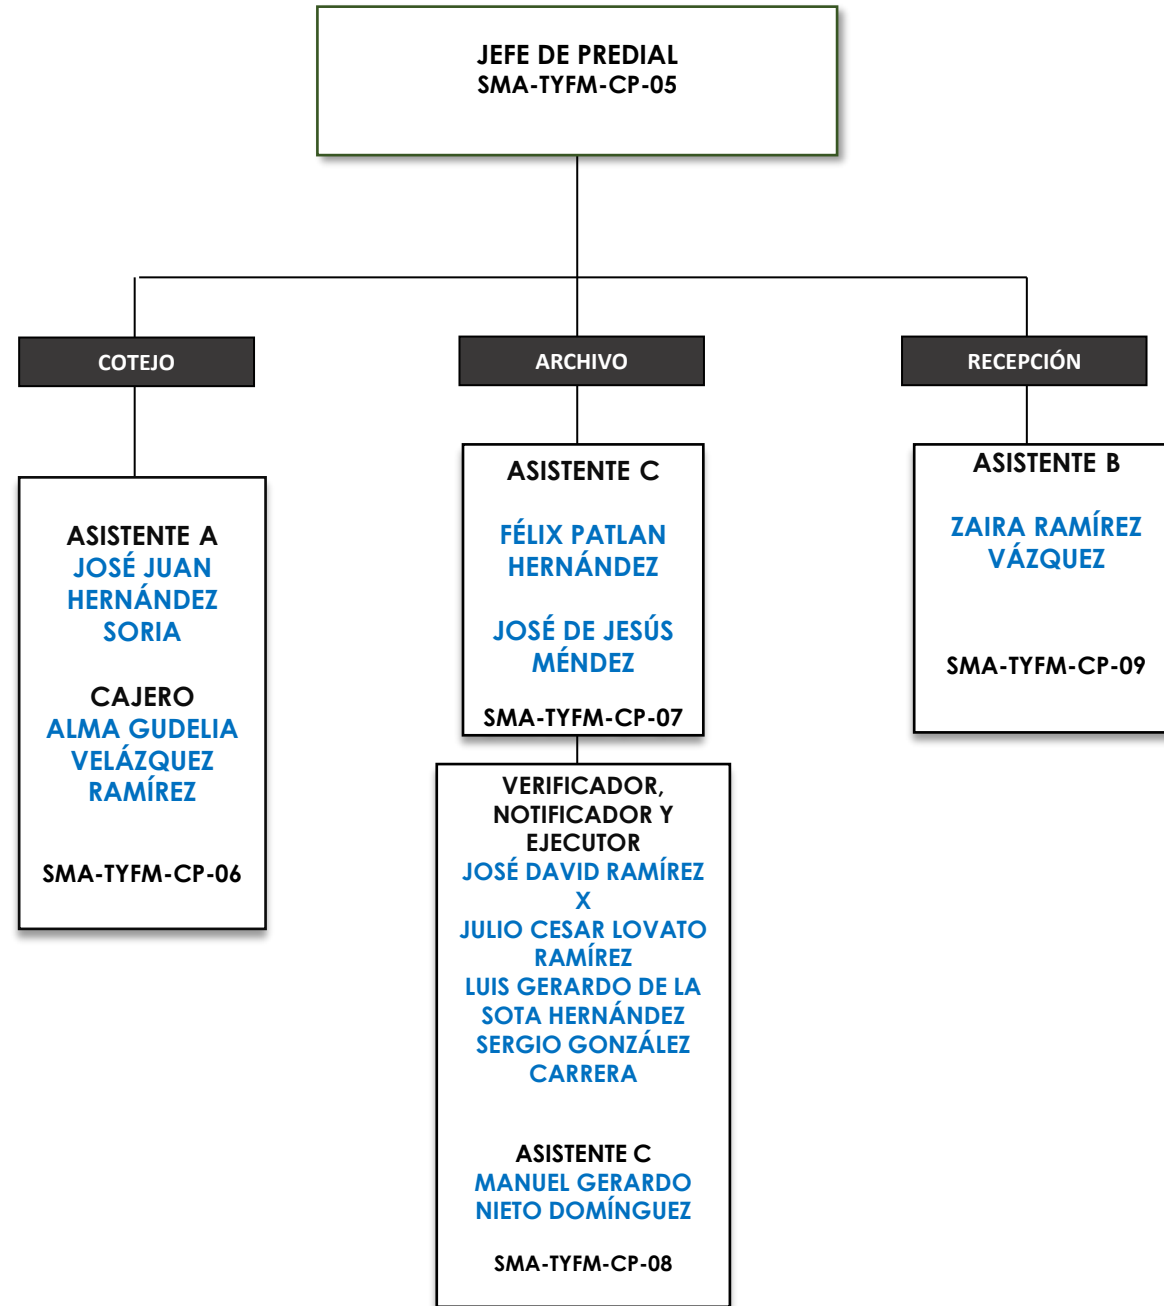 JEFE DE PREDIAL
SMA-TYFM-CP-05
COTEJO
ARCHIVO
RECEPCIÓN
ASISTENTE A
JOSÉ JUAN
HERNÁNDEZ
SORIA
CAJERO
ALMA GUDELIA
VELÁZQUEZ
RAMÍREZ
SMA-TYFM-CP-06
ASISTENTE C
FÉLIX PATLAN
HERNÁNDEZ
JOSÉ DE JESÚS
MÉNDEZ
SMA-TYFM-CP-07
VERIFICADOR,
NOTIFICADOR Y
EJECUTOR
JOSÉ DAVID RAMÍREZ
X
JULIO CESAR LOVATO
RAMÍREZ
LUIS GERARDO DE LA
SOTA HERNÁNDEZ
SERGIO GONZÁLEZ
CARRERA
ASISTENTE C
MANUEL GERARDO
NIETO DOMÍNGUEZ
SMA-TYFM-CP-08
ASISTENTE B
ZAIRA RAMÍREZ
VÁZQUEZ
SMA-TYFM-CP-09